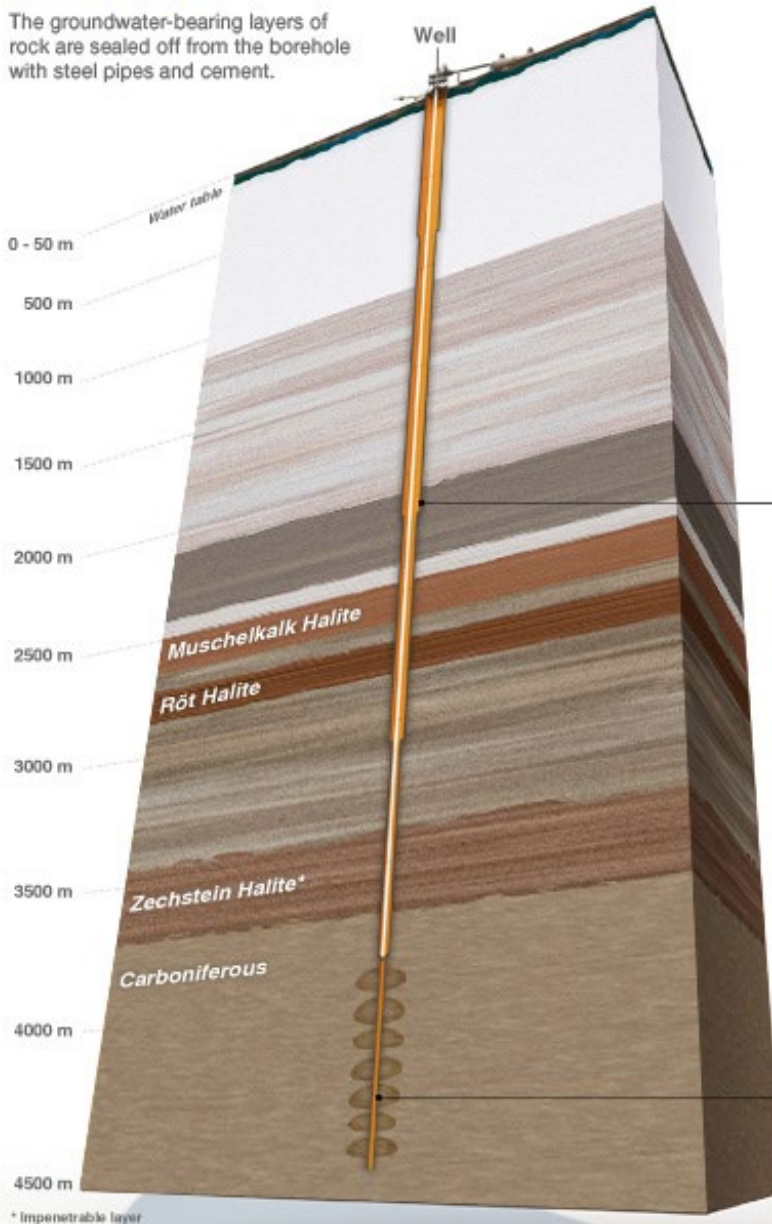 The groundwater-bearing layers of
rock are sealed off from the borehole
with steel pipes and cement.
Well
Water table
0 - 50 m
500 m
1000 m
1500 m
2000 m
Muschelkalk Halite
2500 m
Röt Halite
3000 m
Zechstein Halite*
3500 m
Carboniferous
4000 m
4500 m
* Impenetrable layer